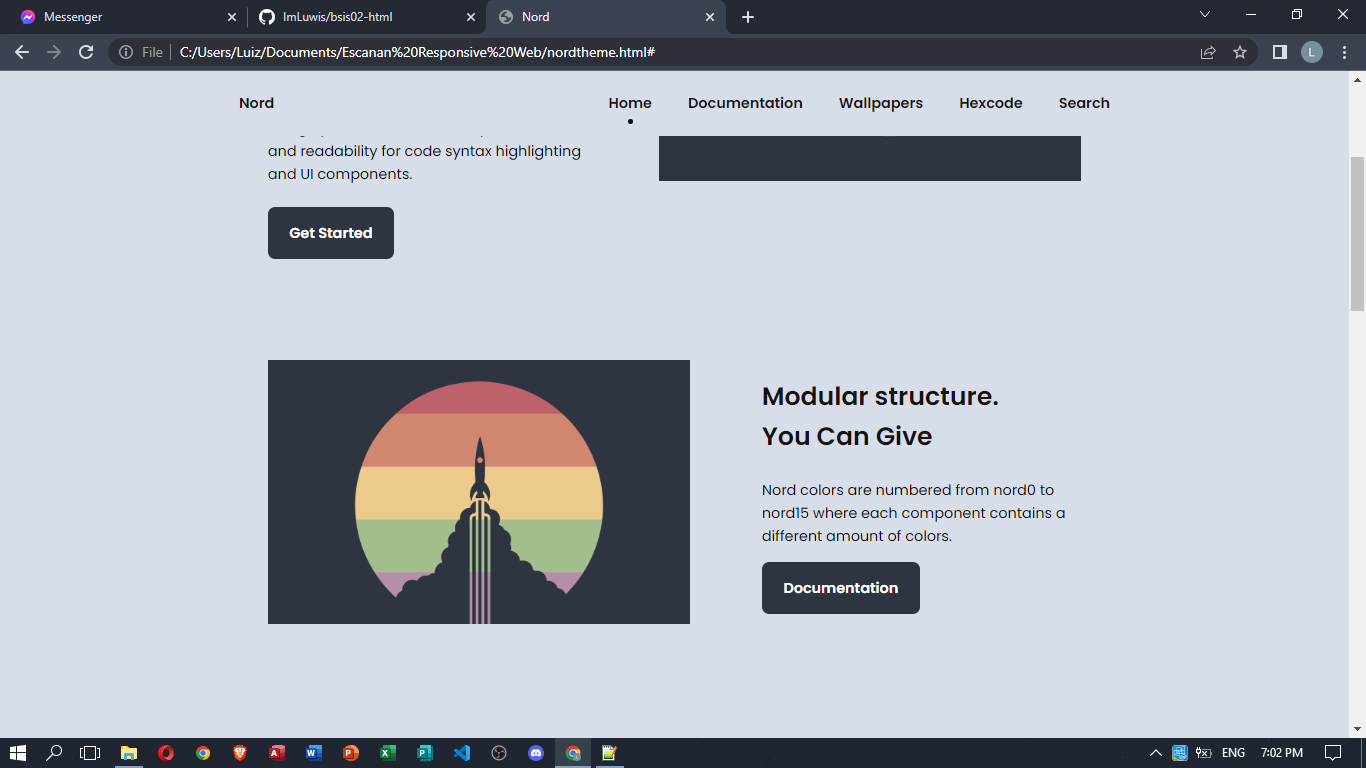 Messenger
ImLuwis/bsis02-html
Nord
File
C:/Users/Luiz/Documents/Escanan%20Responsive%20Web/nordtheme.html#
L
Nord
Home
Documentation
Wallpapers
Hexcode
Search
and readability for code syntax highlighting
and UI components.
Get Started
Modular structure.
You Can Give
Nord colors are numbered from nord0 to
nord15 where each component contains a
different amount of colors.
Documentation
ENG
7:02 PM